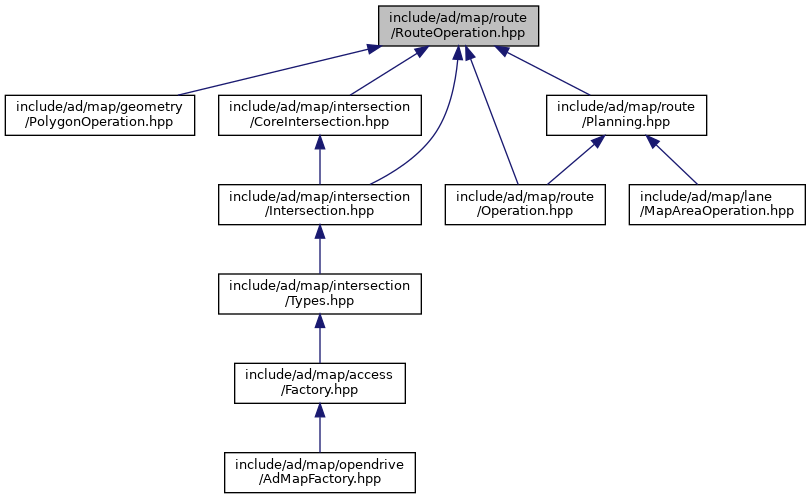 include/ad/map/route
/RouteOperation.hpp
include/ad/map/geometry
/PolygonOperation.hpp
include/ad/map/intersection
/CoreIntersection.hpp
include/ad/map/route
/Planning.hpp
include/ad/map/intersection
/Intersection.hpp
include/ad/map/route
/Operation.hpp
include/ad/map/lane
/MapAreaOperation.hpp
include/ad/map/intersection
/Types.hpp
include/ad/map/access
/Factory.hpp
include/ad/map/opendrive
/AdMapFactory.hpp